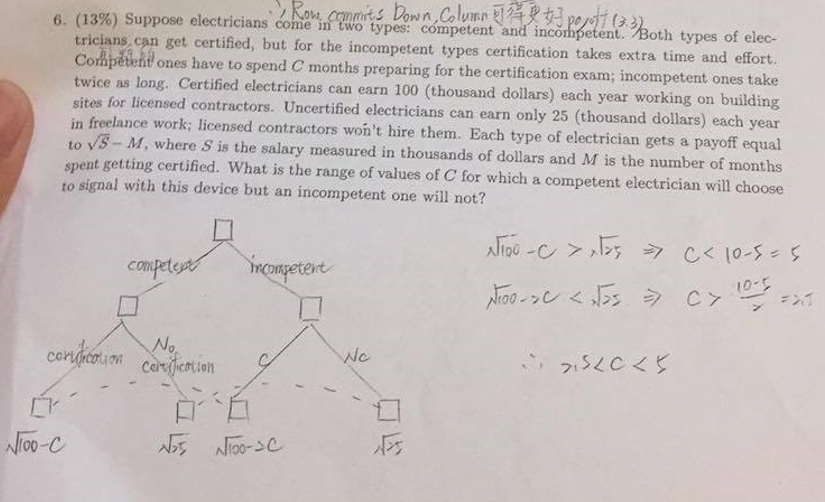 ∴ Row commits Down, Column 可得更好 payoff (2.3).
6. (13%) Suppose electricians come in two types: competent and incompetent. Both types of elec-
tricians can get certified, but for the incompetent types certification takes extra time and effort.
Competent ones have to spend C months preparing for the certification exam; incompetent ones take
twice as long. Certified electricians can earn 100 (thousand dollars) each year working on building
sites for licensed contractors. Uncertified electricians can earn only 25 (thousand dollars) each year
in freelance work; licensed contractors won't hire them. Each type of electrician gets a payoff equal
to √S − M, where S is the salary measured in thousands of dollars and M is the number of months
spent getting certified. What is the range of values of C for which a competent electrician will choose
to signal with this device but an incompetent one will not?
competent incompetent
certification No certification C NC
√100-C √25 √100-2C √25
√100 -C > √25 ⇒ C < 10-5 = 5
√100 -2C < √25 ⇒ C > (10-5)/2 = 2.5
∴ 2.5<C<5